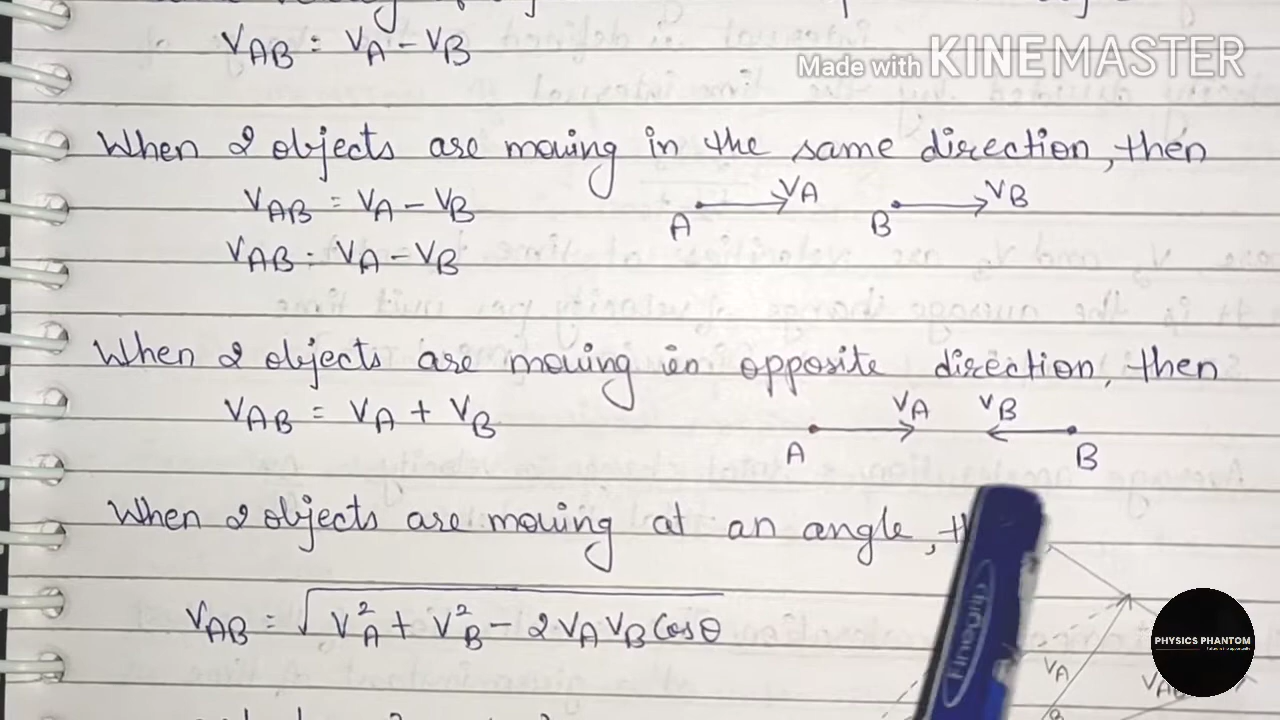 VAB = VA - VB
Made with KINEMASTER
When 2 objects are moving in the same direction, then
VAB = VA - VB
A VA B VB
VAB = VA - VB
When 2 objects are moving in opposite direction, then
VAB = VA + VB
A VA VB B
When 2 objects are moving at an angle,
VAB = √VA² + VB² - 2VAVB Cosθ
VA
PHYSICS PHANTOM